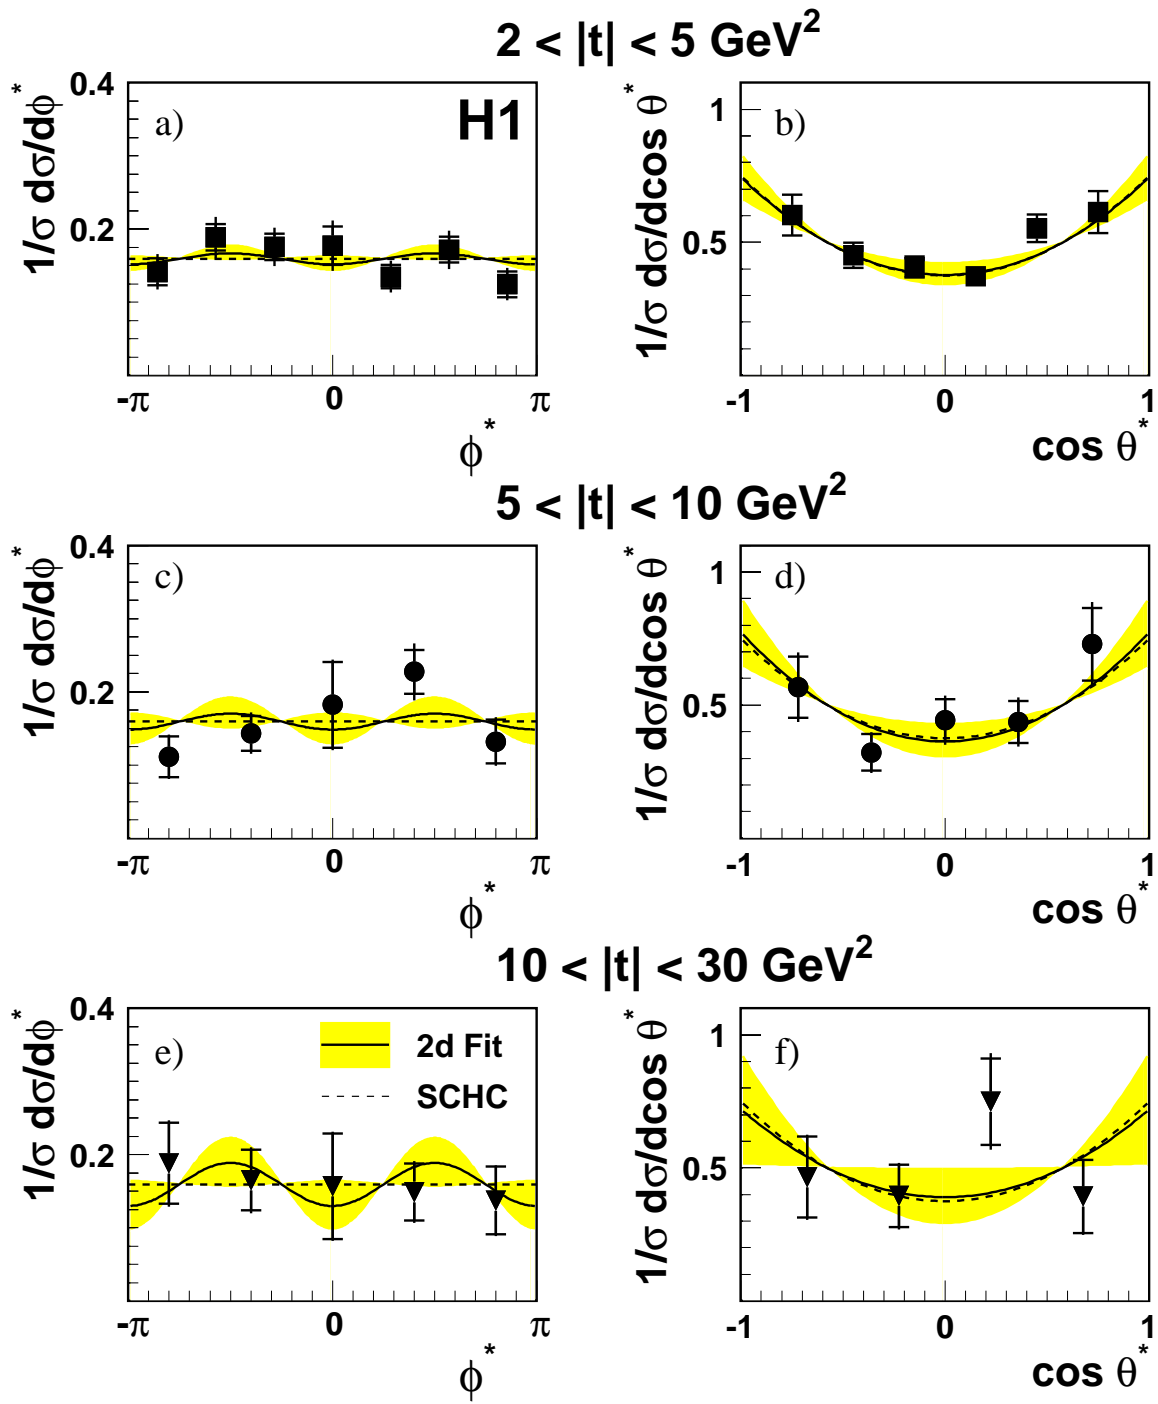 2 < |t| < 5 GeV²
1/σ dσ/dϕ*
0.4
0.2
a)
H1
-π
0
π
ϕ*
1/σ dσ/dcos θ*
1
0.5
b)
-1
0
1
cos θ*
5 < |t| < 10 GeV²
1/σ dσ/dϕ*
0.4
0.2
c)
-π
0
π
ϕ*
1/σ dσ/dcos θ*
1
0.5
d)
-1
0
1
cos θ*
10 < |t| < 30 GeV²
1/σ dσ/dϕ*
0.4
0.2
e)
2d Fit
SCHC
-π
0
π
ϕ*
1/σ dσ/dcos θ*
1
0.5
f)
-1
0
1
cos θ*